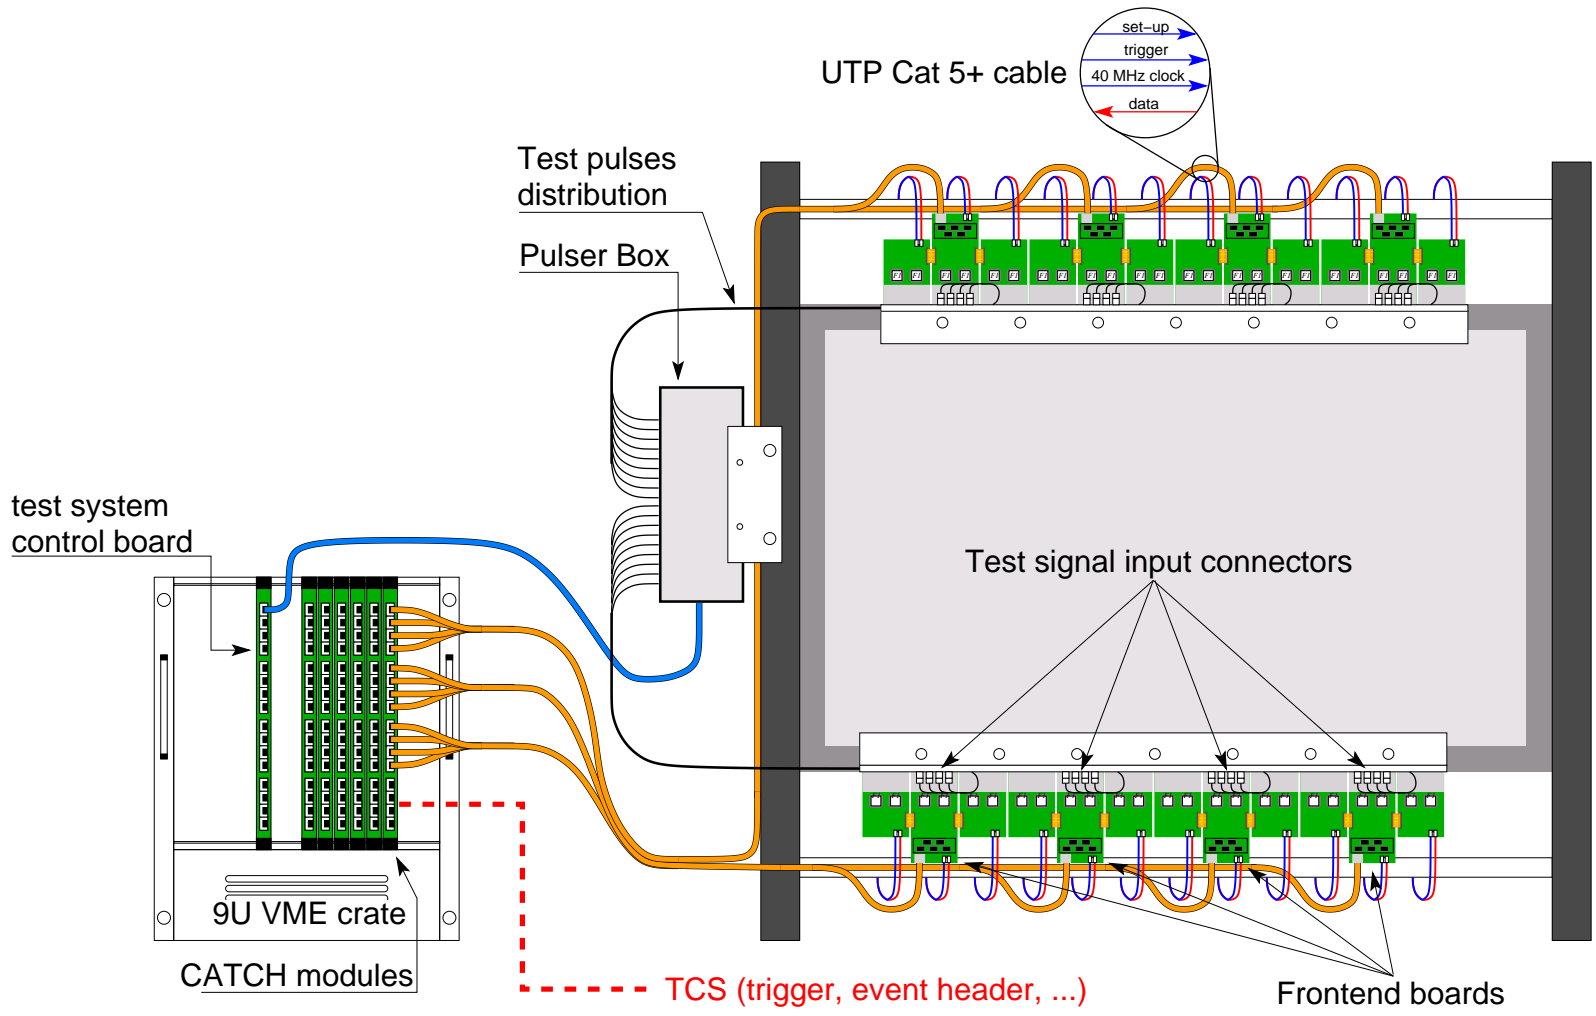 set-up
trigger
UTP Cat 5+ cable
40 MHz clock
data
Test pulses
distribution
Pulser Box
test system
control board
Test signal input connectors
9U VME crate
CATCH modules
TCS (trigger, event header, ...)
Frontend boards